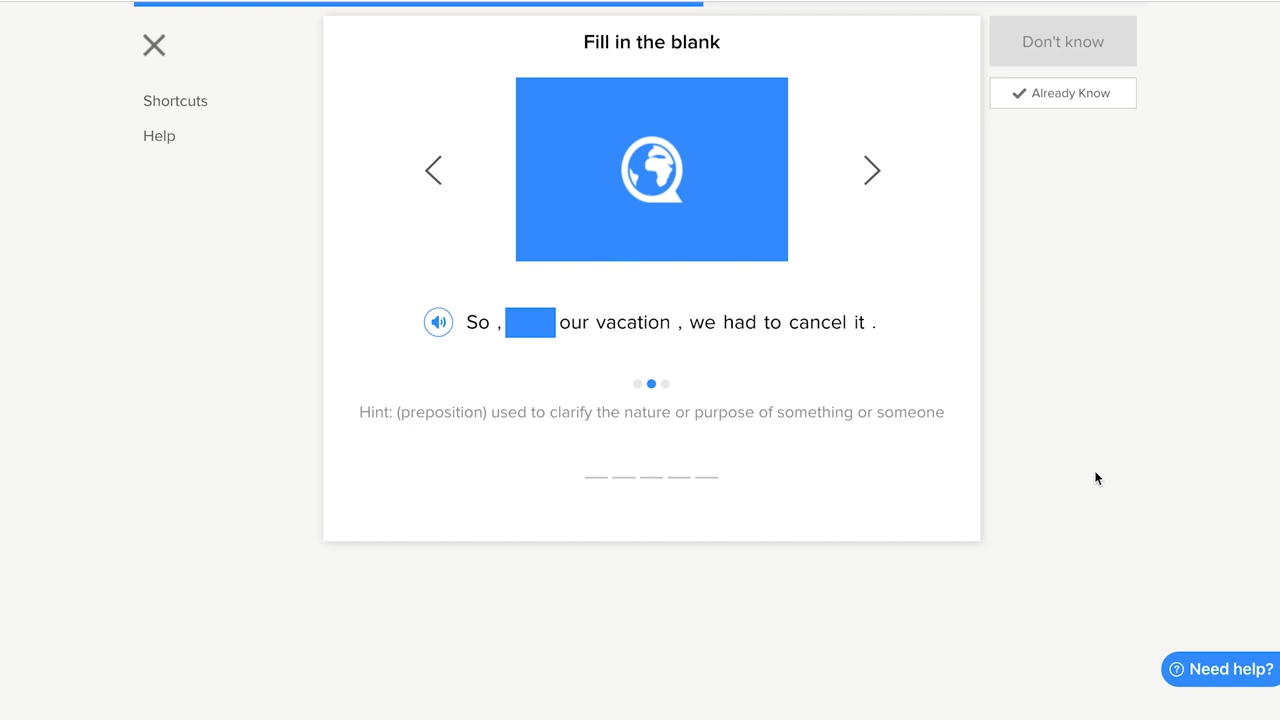 Fill in the blank
Don't know
Already Know
Shortcuts
Help
So , our vacation , we had to cancel it .
Hint: (preposition) used to clarify the nature or purpose of something or someone
Need help?